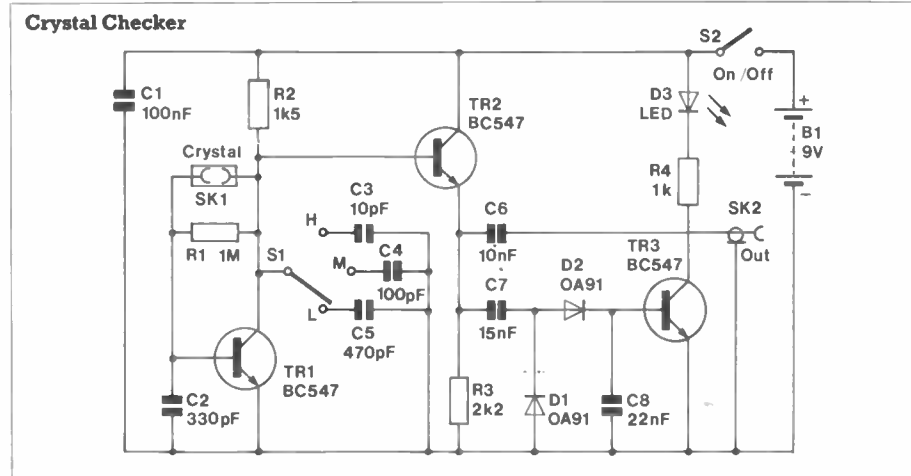 Crystal Checker
S2
On /Off
C1
100nF
R2
1k5
TR2
BC547
D3
LED
+
B1
9V
−
Crystal
SK1
R4
1k
C3
10pF
H
C6
10nF
SK2
Out
R1 1M
S1
C4
100pF
M
TR3
BC547
D2
OA91
C7
15nF
L
C5
470pF
TR1
BC547
C2
330pF
R3
2k2
D1
OA91
C8
22nF